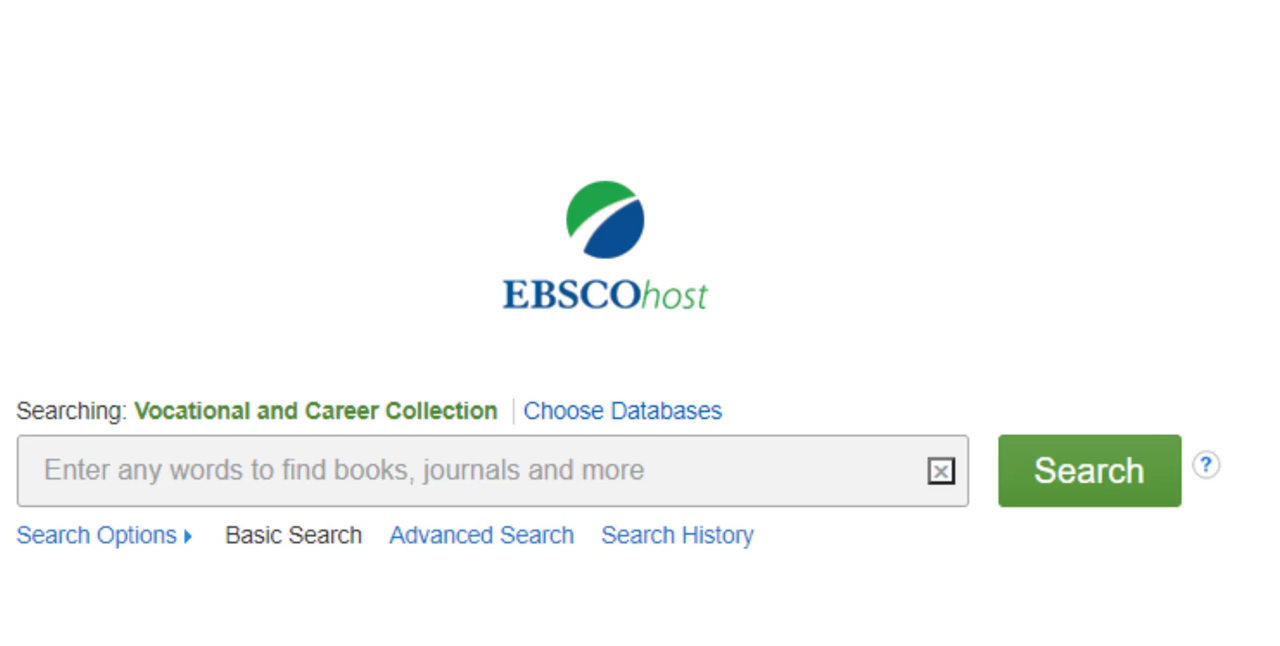 EBSCOhost
Searching: Vocational and Career Collection Choose Databases
Enter any words to find books, journals and more
Search ?
Search Options Basic Search Advanced Search Search History